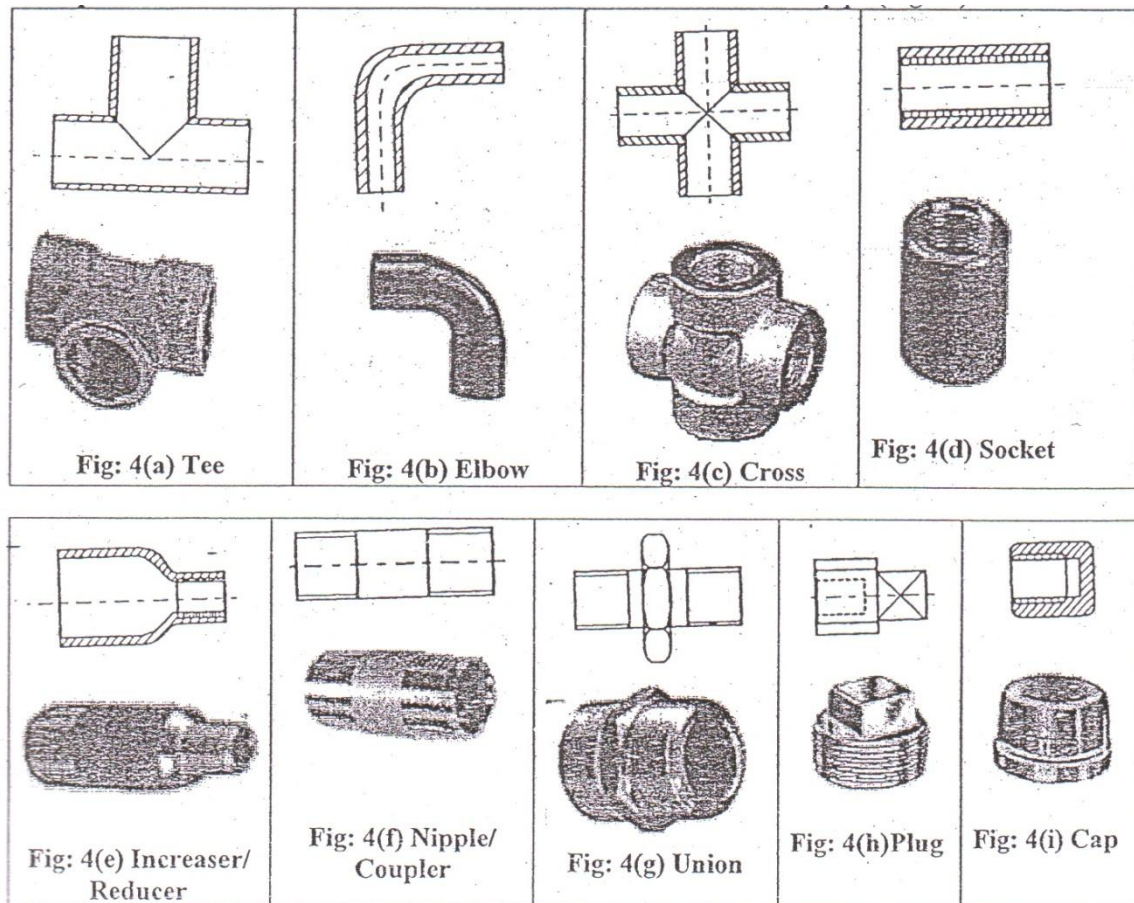 Fig: 4(a) Tee
Fig: 4(b) Elbow
Fig: 4(c) Cross
Fig: 4(d) Socket
Fig: 4(e) Increaser/
Reducer
Fig: 4(f) Nipple/
Coupler
Fig: 4(g) Union
Fig: 4(h)Plug
Fig: 4(i) Cap